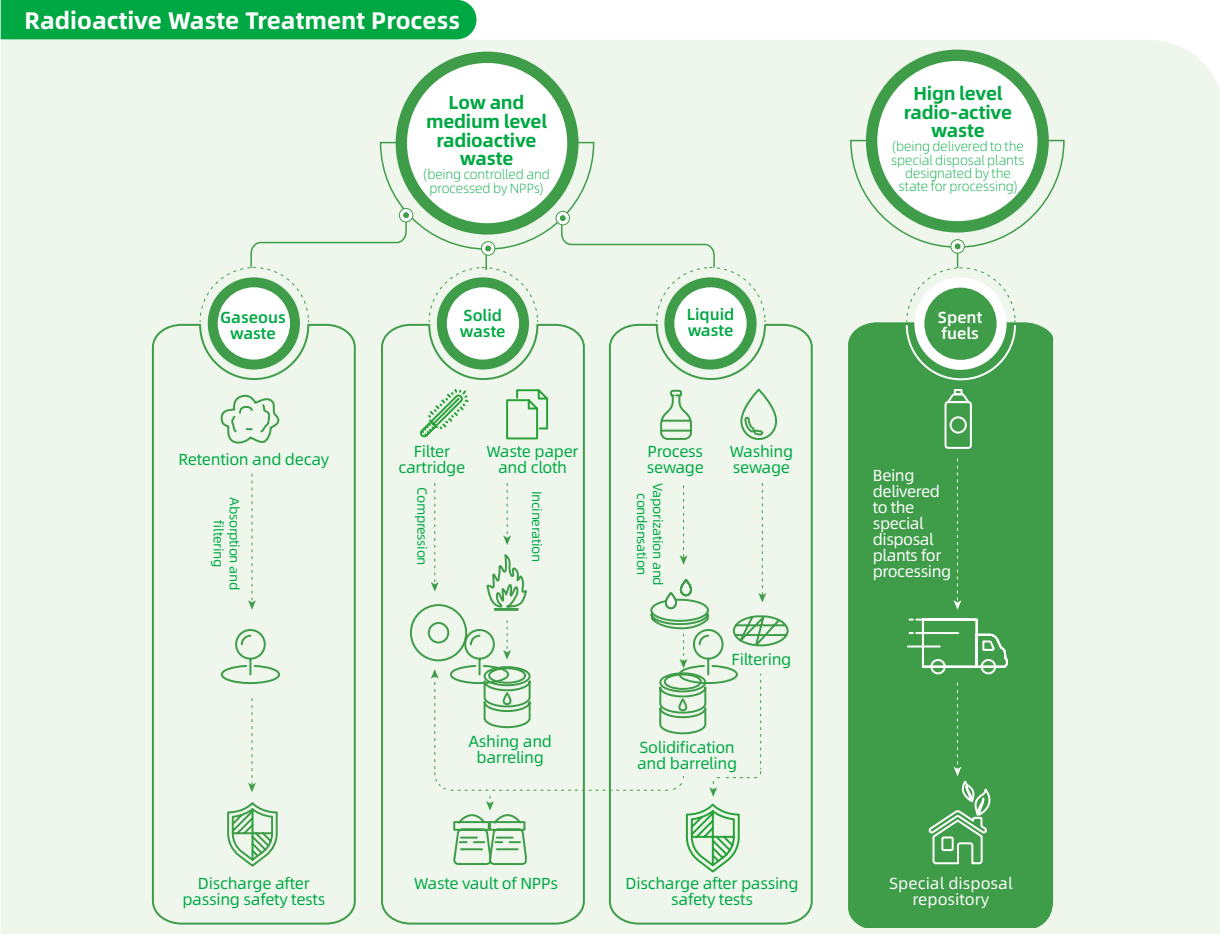 Radioactive Waste Treatment Process
Low and
medium level
radioactive
waste
(being controlled and
processed by NPPs)
Hign level
radio-active
waste
(being delivered to the
special disposal plants
designated by the
state for processing)
Gaseous
waste
Solid
waste
Liquid
waste
Spent
fuels
Retention and decay
Absorption and
filtering
Discharge after
passing safety tests
Filter
cartridge
Waste paper
and cloth
Compression
Incineration
Ashing and
barreling
Waste vault of NPPs
Process
sewage
Washing
sewage
Vaporization and
condensation
Filtering
Solidification
and barreling
Discharge after passing
safety tests
Being
delivered
to the
special
disposal
plants for
processing
Special disposal
repository